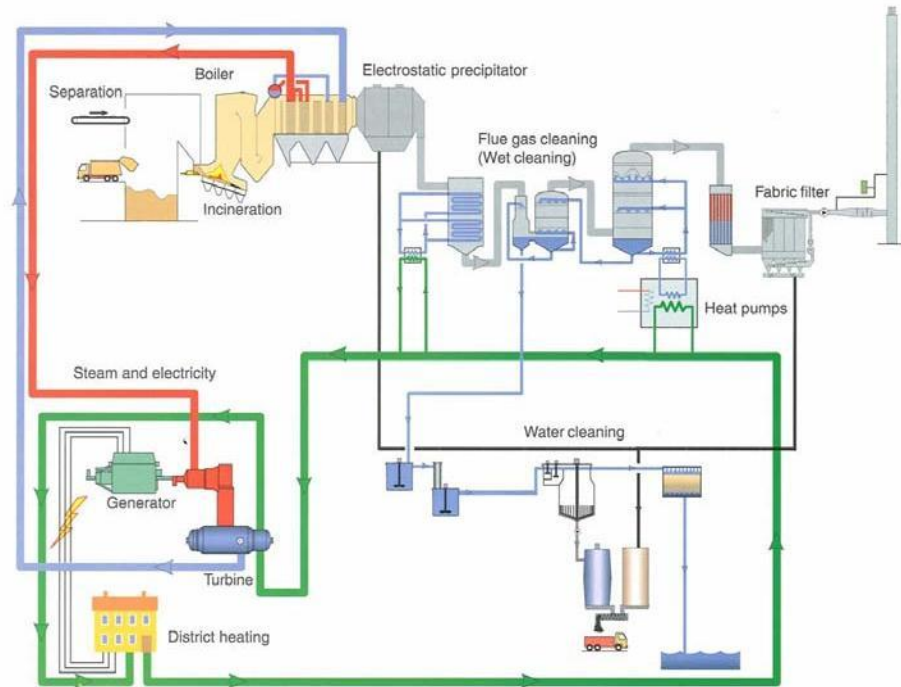 Boiler
Electrostatic precipitator
Separation
Flue gas cleaning
(Wet cleaning)
Fabric filter
Incineration
Heat pumps
Steam and electricity
Water cleaning
Generator
Turbine
District heating